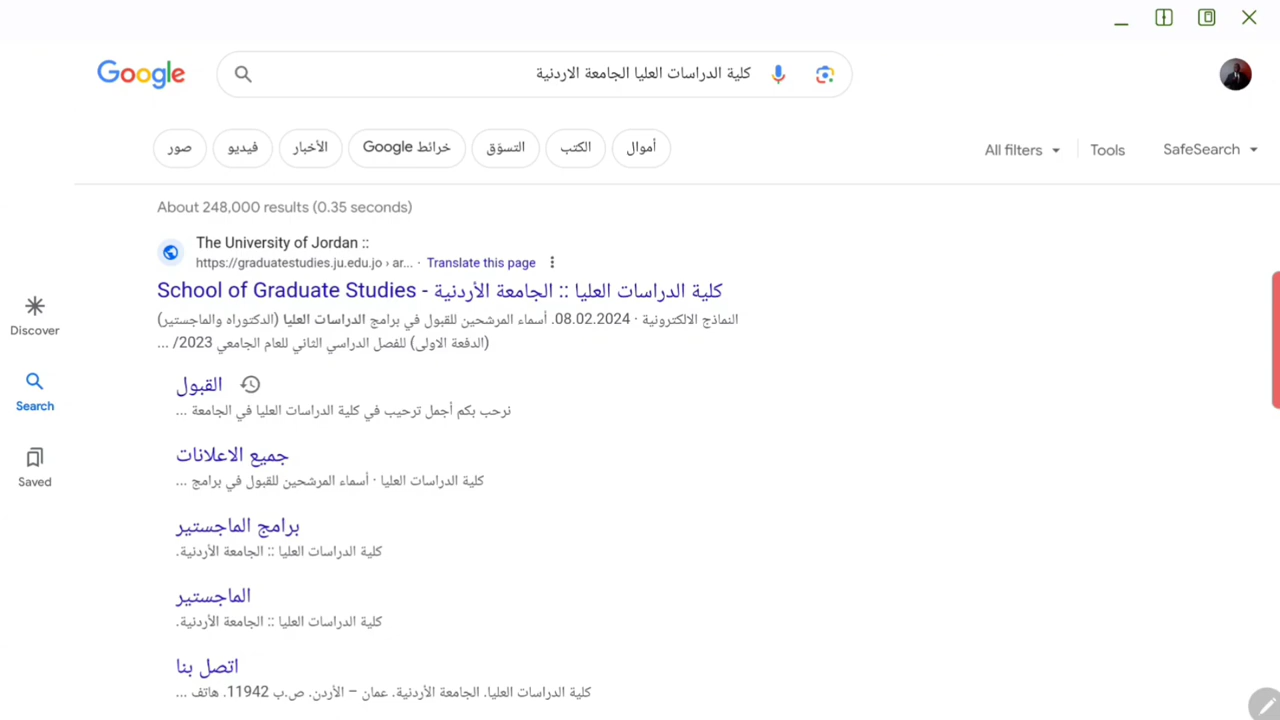 Google
كلية الدراسات العليا الجامعة الاردنية
صور
فيديو
الأخبار
خرائط Google
التسوّق
الكتب
أموال
All filters
Tools
SafeSearch
About 248,000 results (0.35 seconds)
The University of Jordan ::
https://graduatestudies.ju.edu.jo › ar... · Translate this page
School of Graduate Studies - كلية الدراسات العليا :: الجامعة الأردنية
النماذج الالكترونية · 08.02.2024. أسماء المرشحين للقبول في برامج الدراسات العليا (الدكتوراه والماجستير)
(الدفعة الاولى) للفصل الدراسي الثاني للعام الجامعي 2023/ ...
القبول
نرحب بكم أجمل ترحيب في كلية الدراسات العليا في الجامعة ...
جميع الاعلانات
كلية الدراسات العليا · أسماء المرشحين للقبول في برامج ...
برامج الماجستير
كلية الدراسات العليا :: الجامعة الأردنية.
الماجستير
كلية الدراسات العليا :: الجامعة الأردنية.
اتصل بنا
كلية الدراسات العليا. الجامعة الأردنية. عمان – الأردن. ص.ب 11942. هاتف ...
Discover
Search
Saved